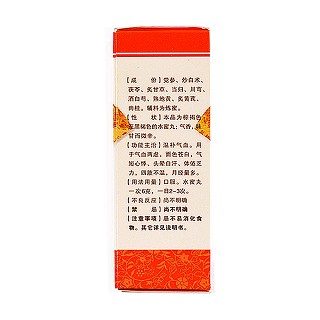 【成　份】党参、炒白术、
茯苓、炙甘草、当归、川芎、
酒白芍、熟地黄、炙黄芪、
肉桂。辅料为炼蜜。
【性　状】本品为棕褐色
至黑褐色的水蜜丸；气香，味
甘而微辛。
【功能主治】温补气血。用
于气血两虚，面色苍白，气
短心悸，头晕自汗，体倦乏
力，四肢不温，月经量多。
【用法用量】口服。水蜜丸
一次6克，一日2-3次。
【不良反应】尚不明确
【禁　忌】尚不明确
【注意事项】忌不易消化食
物。其它详见说明书。